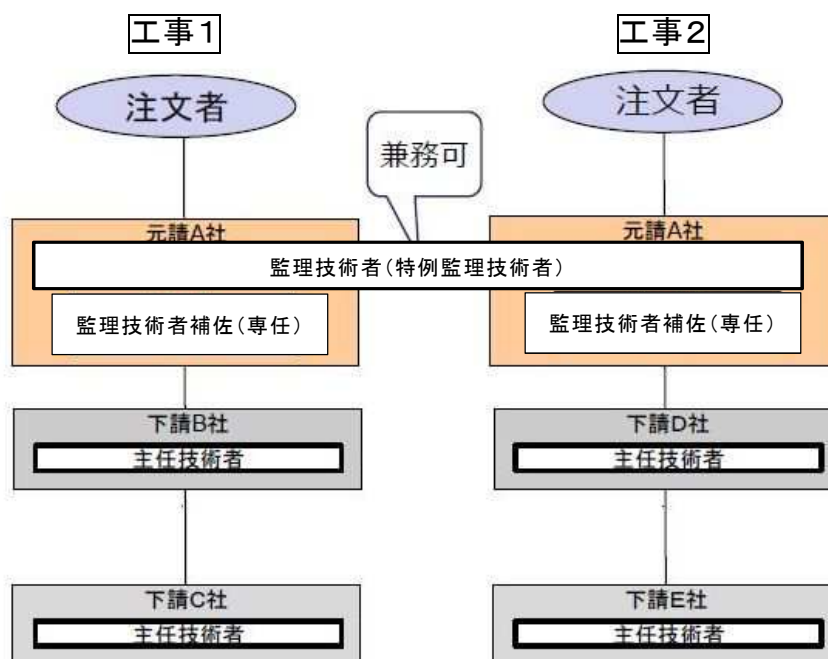 工事1
工事2
注文者
注文者
兼務可
元請A社
元請A社
監理技術者(特例監理技術者)
監理技術者補佐(専任)
監理技術者補佐(専任)
下請B社
主任技術者
下請D社
主任技術者
下請C社
主任技術者
下請E社
主任技術者